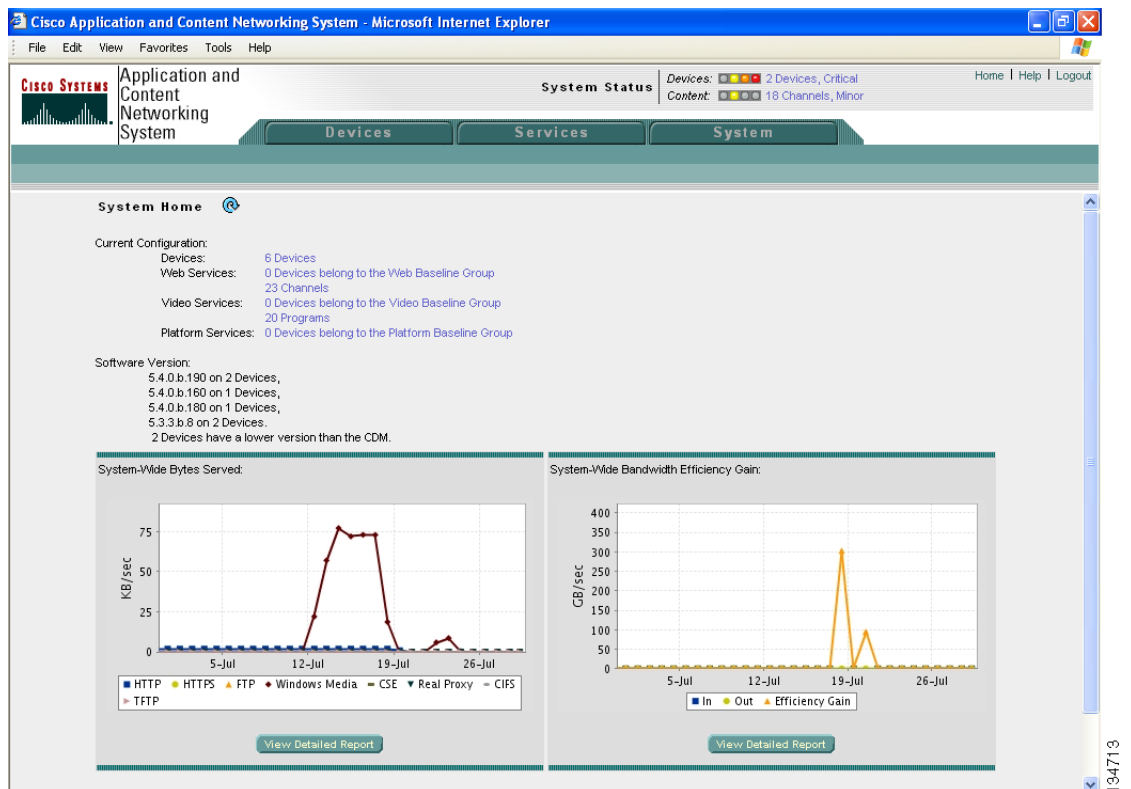 Cisco Application and Content Networking System - Microsoft Internet Explorer
File Edit View Favorites Tools Help
CISCO SYSTEMS
Application and
Content
Networking
System
System Status
Devices: 2 Devices, Critical
Content: 18 Channels, Minor
Home | Help | Logout
Devices Services System
System Home
Current Configuration:
Devices: 6 Devices
Web Services: 0 Devices belong to the Web Baseline Group
23 Channels
Video Services: 0 Devices belong to the Video Baseline Group
20 Programs
Platform Services: 0 Devices belong to the Platform Baseline Group
Software Version:
5.4.0.b.190 on 2 Devices,
5.4.0.b.160 on 1 Devices,
5.4.0.b.180 on 1 Devices,
5.3.3.b.8 on 2 Devices.
2 Devices have a lower version than the CDM.
System-Wide Bytes Served:
KB/sec
75
50
25
0
5-Jul 12-Jul 19-Jul 26-Jul
HTTP HTTPS FTP Windows Media CSE Real Proxy CIFS
TFTP
View Detailed Report
System-Wide Bandwidth Efficiency Gain:
GB/sec
400
350
300
250
200
150
100
50
0
5-Jul 12-Jul 19-Jul 26-Jul
In Out Efficiency Gain
View Detailed Report
134713